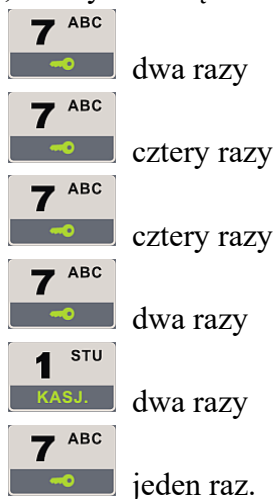 7 ABC
dwa razy
7 ABC
cztery razy
7 ABC
cztery razy
7 ABC
dwa razy
1 STU
KASJ.
dwa razy
7 ABC
jeden raz.